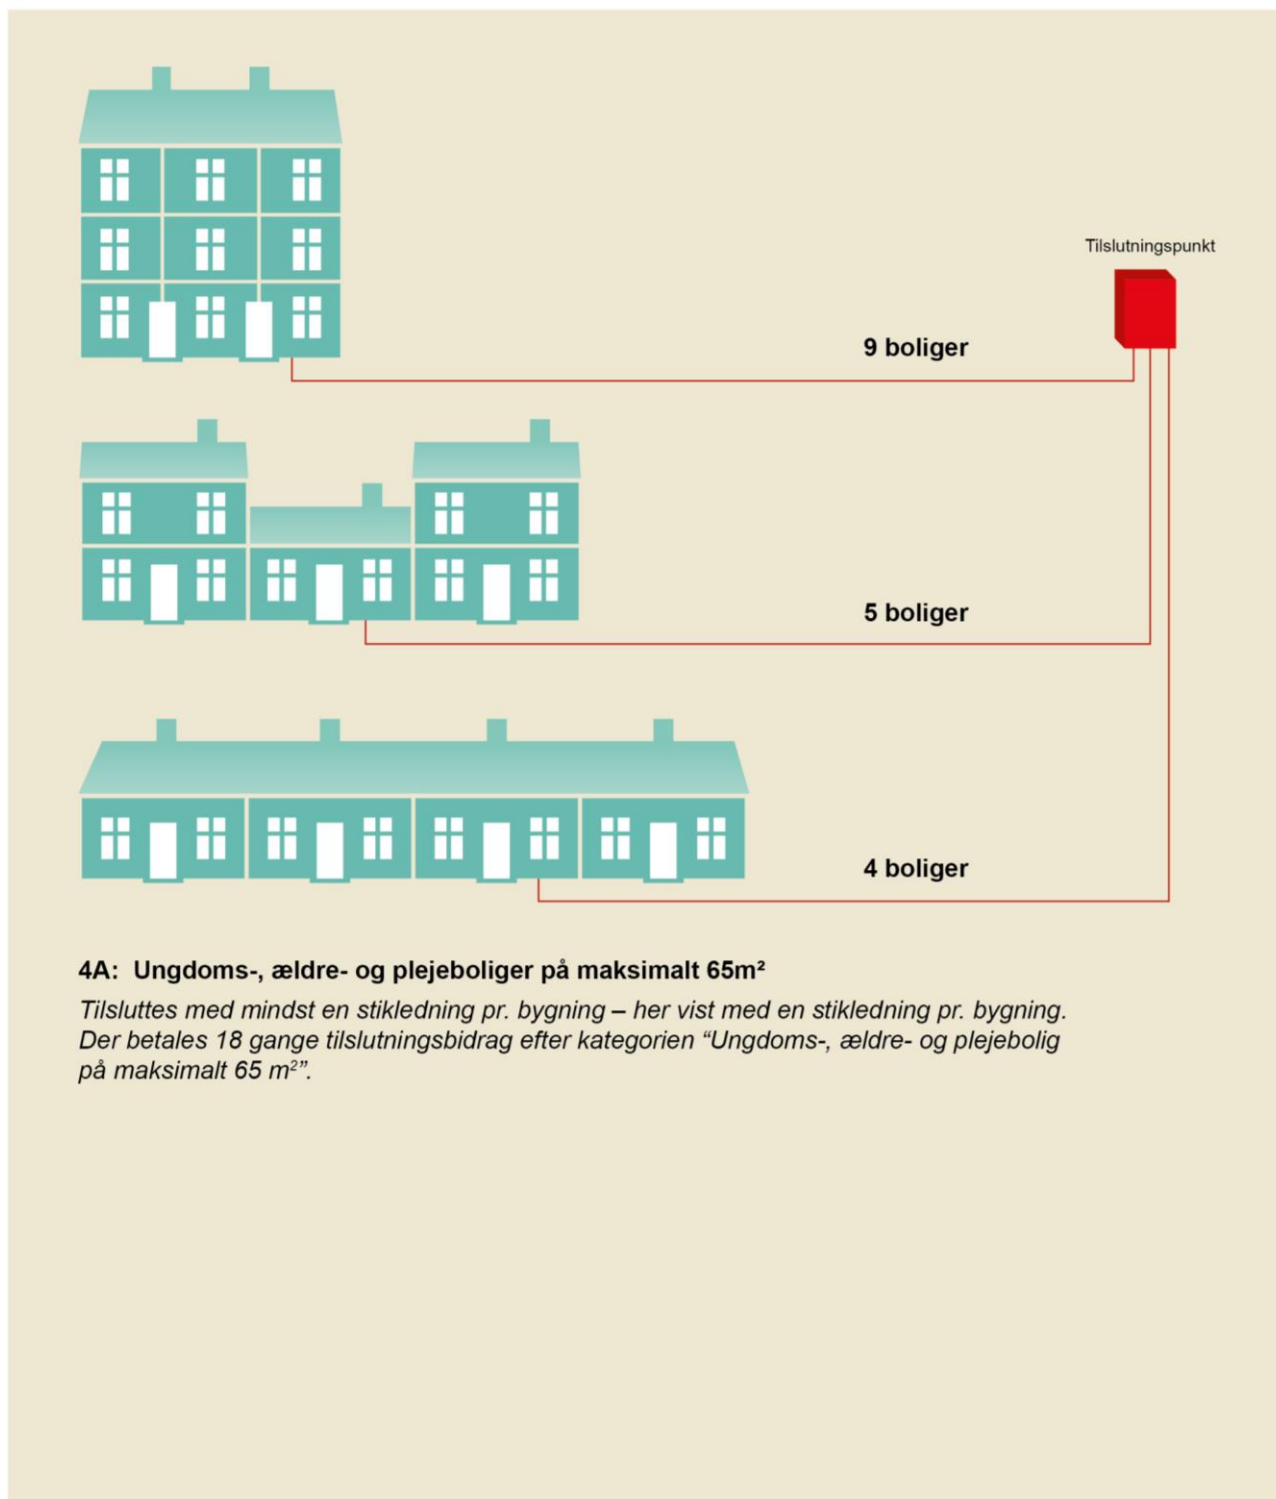 Tilslutningspunkt
9 boliger
5 boliger
4 boliger
4A: Ungdoms-, ældre- og plejeboliger på maksimalt 65m²
Tilsluttes med mindst en stikledning pr. bygning – her vist med en stikledning pr. bygning.
Der betales 18 gange tilslutningsbidrag efter kategorien “Ungdoms-, ældre- og plejebolig
på maksimalt 65 m²”.